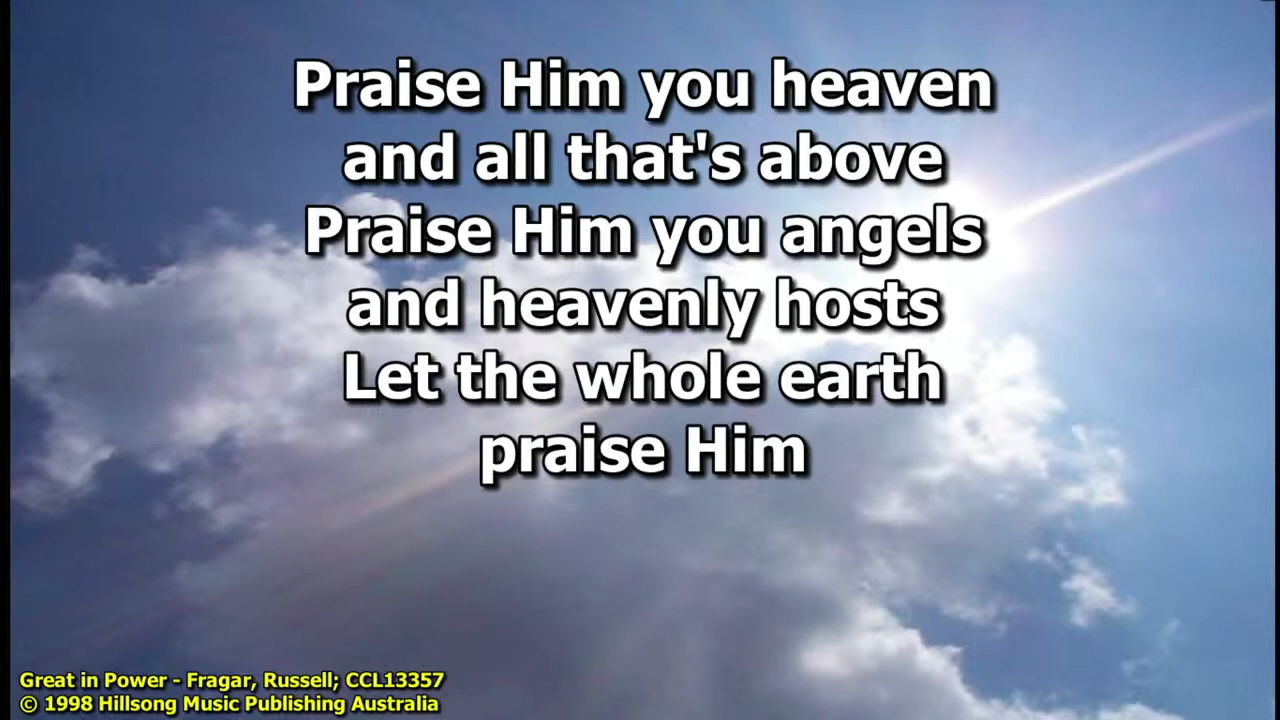 Praise Him you heaven
and all that's above
Praise Him you angels
and heavenly hosts
Let the whole earth
praise Him
Great in Power - Fragar, Russell; CCL13357
© 1998 Hillsong Music Publishing Australia